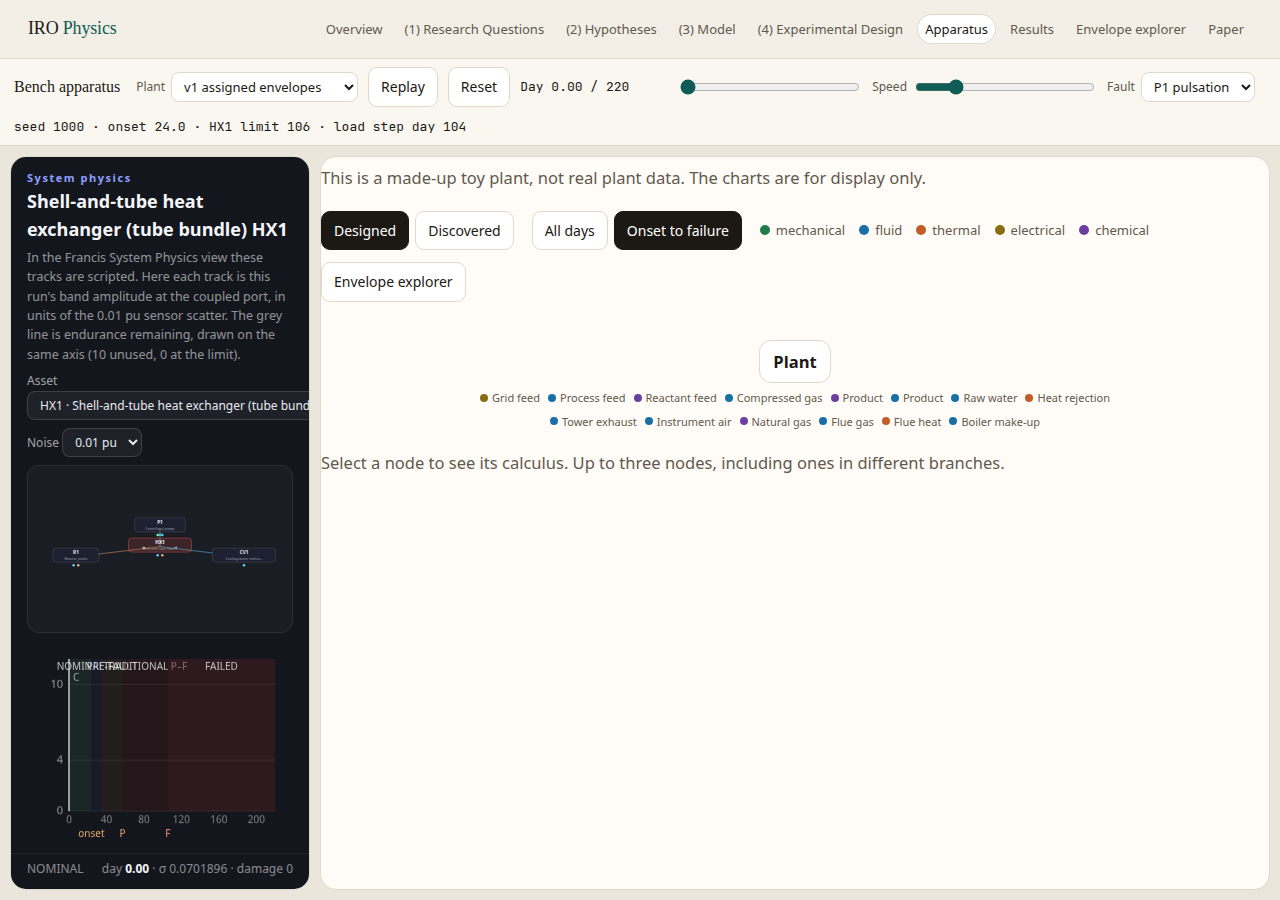 IRO Physics
Overview
(1) Research Questions
(2) Hypotheses
(3) Model
(4) Experimental Design
Apparatus
Results
Envelope explorer
Paper
Bench apparatus
Plant
v1 assigned envelopes
Replay
Reset
Day 0.00 / 220
Speed
Fault
P1 pulsation
seed 1000 · onset 24.0 · HX1 limit 106 · load step day 104
System physics
Shell-and-tube heat
exchanger (tube bundle) HX1
In the Francis System Physics view these
tracks are scripted. Here each track is this
run's band amplitude at the coupled port, in
units of the 0.01 pu sensor scatter. The grey
line is endurance remaining, drawn on the
same axis (10 unused, 0 at the limit).
Asset
HX1 · Shell-and-tube heat exchanger (tube bund
Noise
0.01 pu
P1
Centrifugal pump
HX1
R1
Reactor jacket
CV1
P–F
FAILED
C
10
4
0
0 40 80 120 160 200
onset P F
NOMINAL
day 0.00 · σ 0.0701896 · damage 0
This is a made-up toy plant, not real plant data. The charts are for display only.
Designed
Discovered
All days
Onset to failure
mechanical
fluid
thermal
electrical
chemical
Envelope explorer
Plant
Grid feed Process feed Reactant feed Compressed gas Product Product Raw water Heat rejection
Tower exhaust Instrument air Natural gas Flue gas Flue heat Boiler make-up
Select a node to see its calculus. Up to three nodes, including ones in different branches.